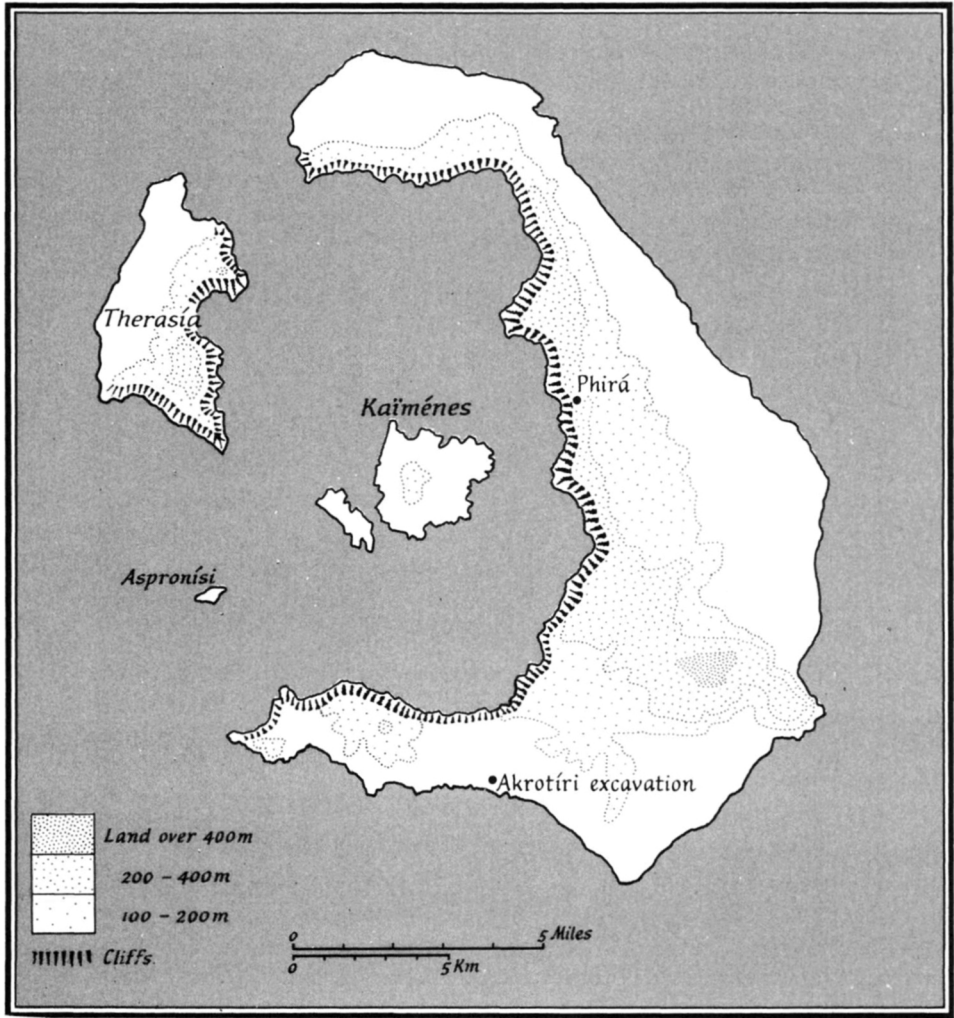 Therasía
Phirá
Kaïménes
Aspronísi
Akrotíri excavation
Land over 400m
200 – 400m
100 – 200m
Cliffs
0 5 Miles
0 5 Km